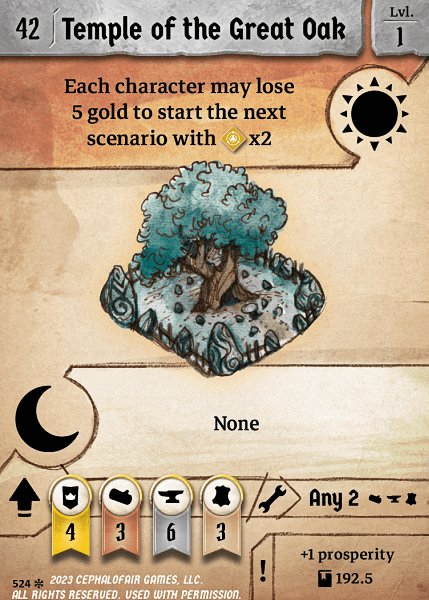 42 Temple of the Great Oak
Lvl.
1
Each character may lose
5 gold to start the next
scenario with x2
None
4 3 6 3
Any 2
+1 prosperity
! 192.5
524 2023 CEPHALOFAIR GAMES, LLC.
ALL RIGHTS RESERVED. USED WITH PERMISSION.